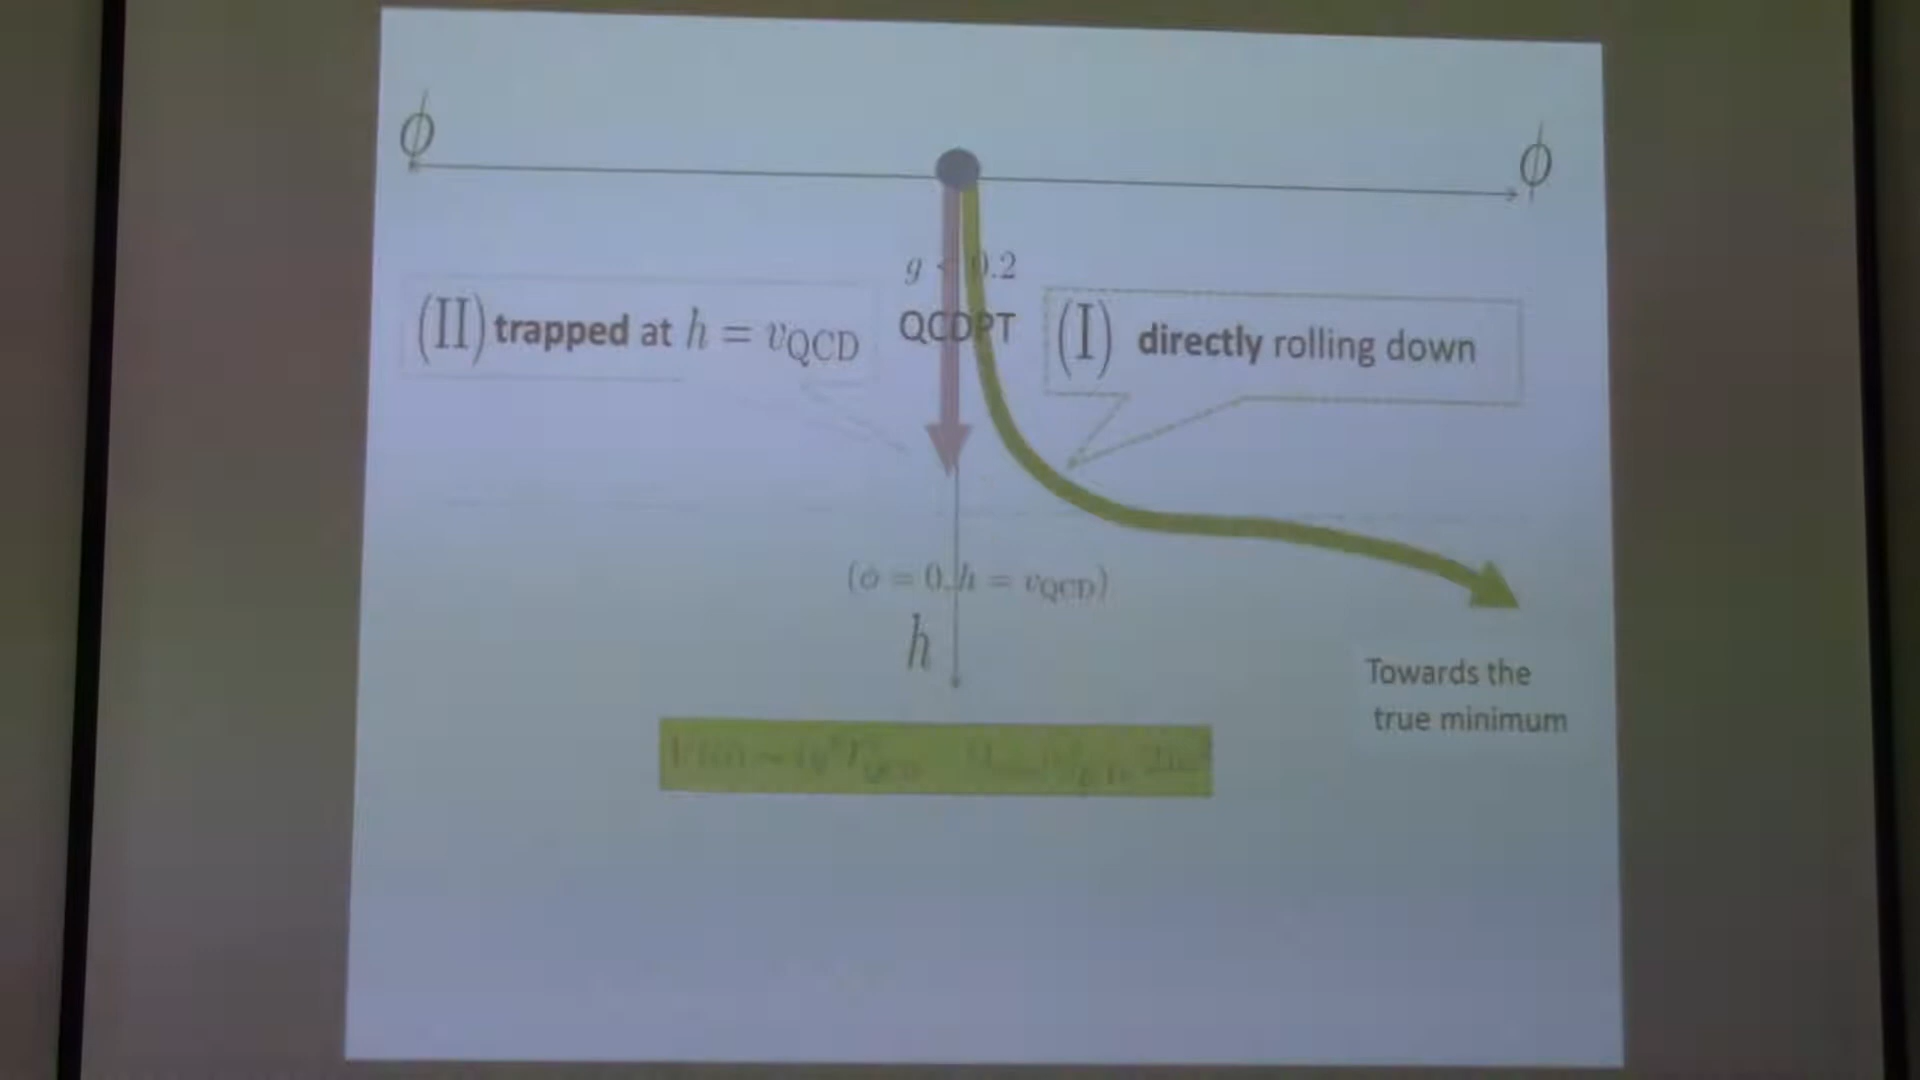 ϕ
ϕ
g < 0.2
(II) trapped at h = v_QCD
QCDPT
(I) directly rolling down
(ϕ = 0, h = v_QCD)
h
Towards the
true minimum